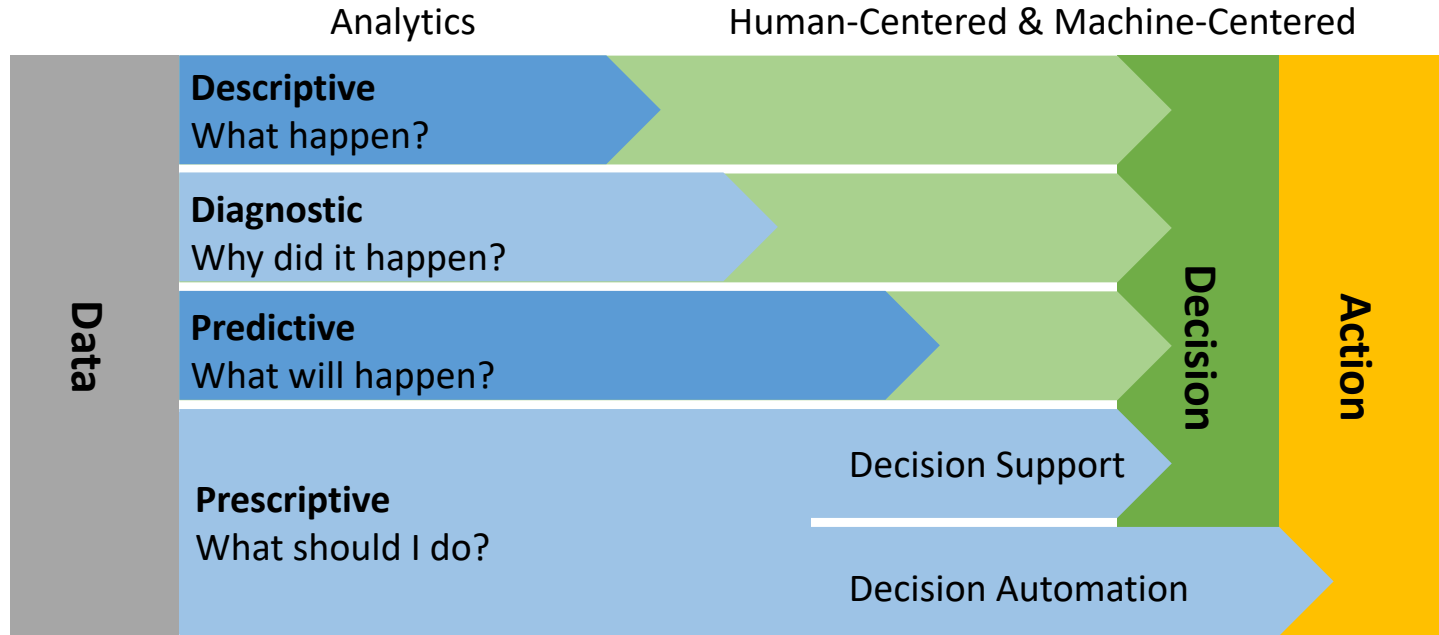 Analytics
Human-Centered & Machine-Centered
Data
Descriptive
What happen?
Diagnostic
Why did it happen?
Predictive
What will happen?
Prescriptive
What should I do?
Decision Support
Decision Automation
Decision
Action